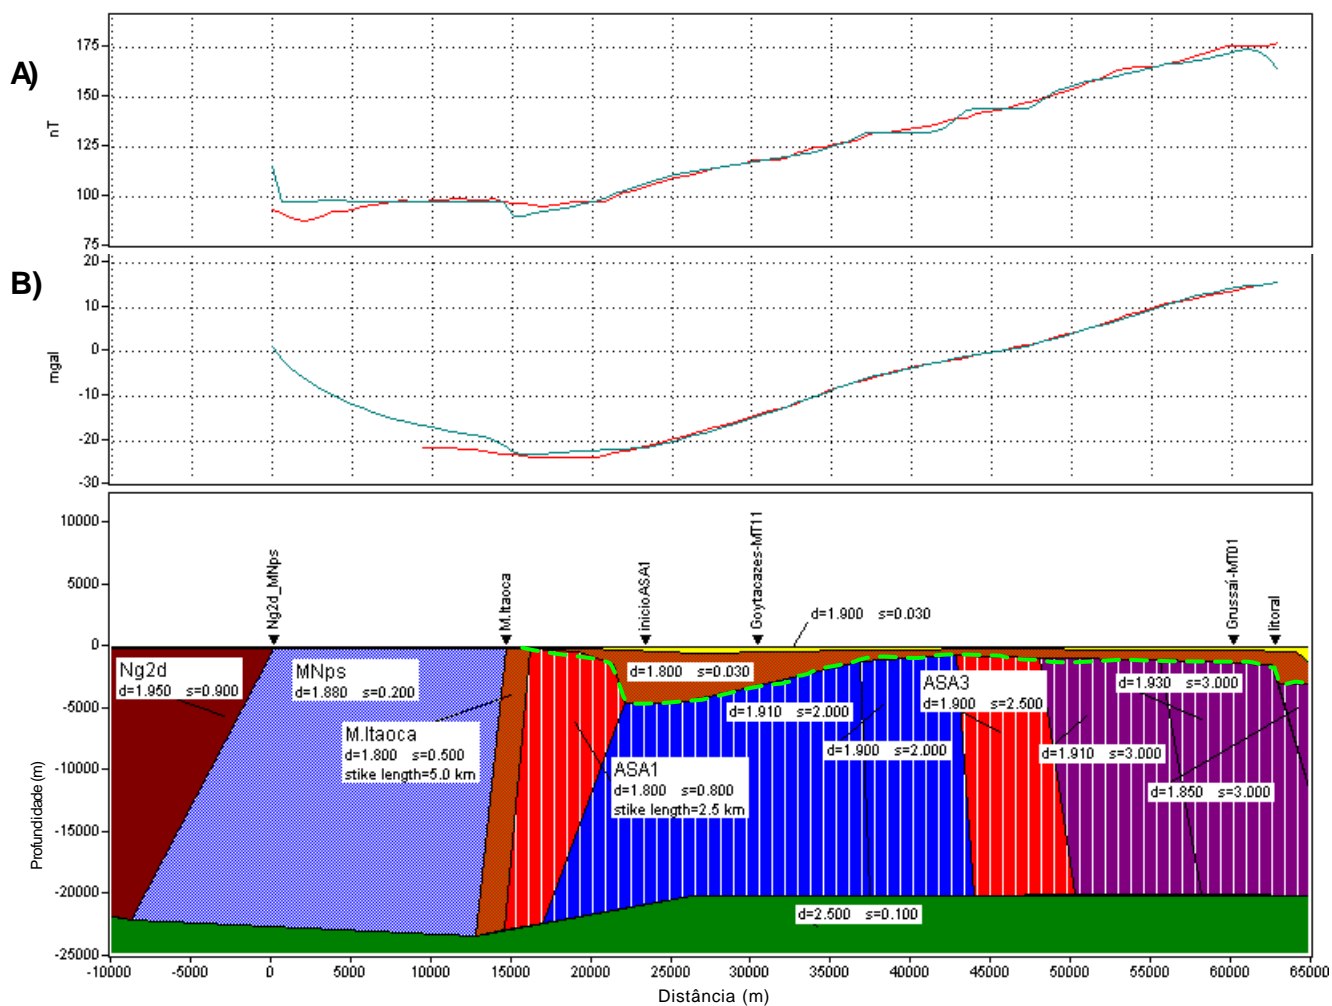 A)
nT
175
150
125
100
75
B)
mgal
20
10
0
-10
-20
-30
Profundidade (m)
10000
5000
0
-5000
-10000
-15000
-20000
-25000
Ng2d_MNps
M.Itaoca
inicioASA1
Goytacazes-MT11
Grussaí-MT01
litoral
d=1.900 s=0.030
Ng2d
d=1.950 s=0.900
MNps
d=1.880 s=0.200
M.Itaoca
d=1.800 s=0.500
stike length=5.0 km
d=1.800 s=0.030
ASA1
d=1.800 s=0.800
stike length=2.5 km
d=1.910 s=2.000
d=1.900 s=2.000
ASA3
d=1.900 s=2.500
d=1.930 s=3.000
d=1.910 s=3.000
d=1.850 s=3.000
d=2.500 s=0.100
-10000 -5000 0 5000 10000 15000 20000 25000 30000 35000 40000 45000 50000 55000 60000 65000
Distância (m)